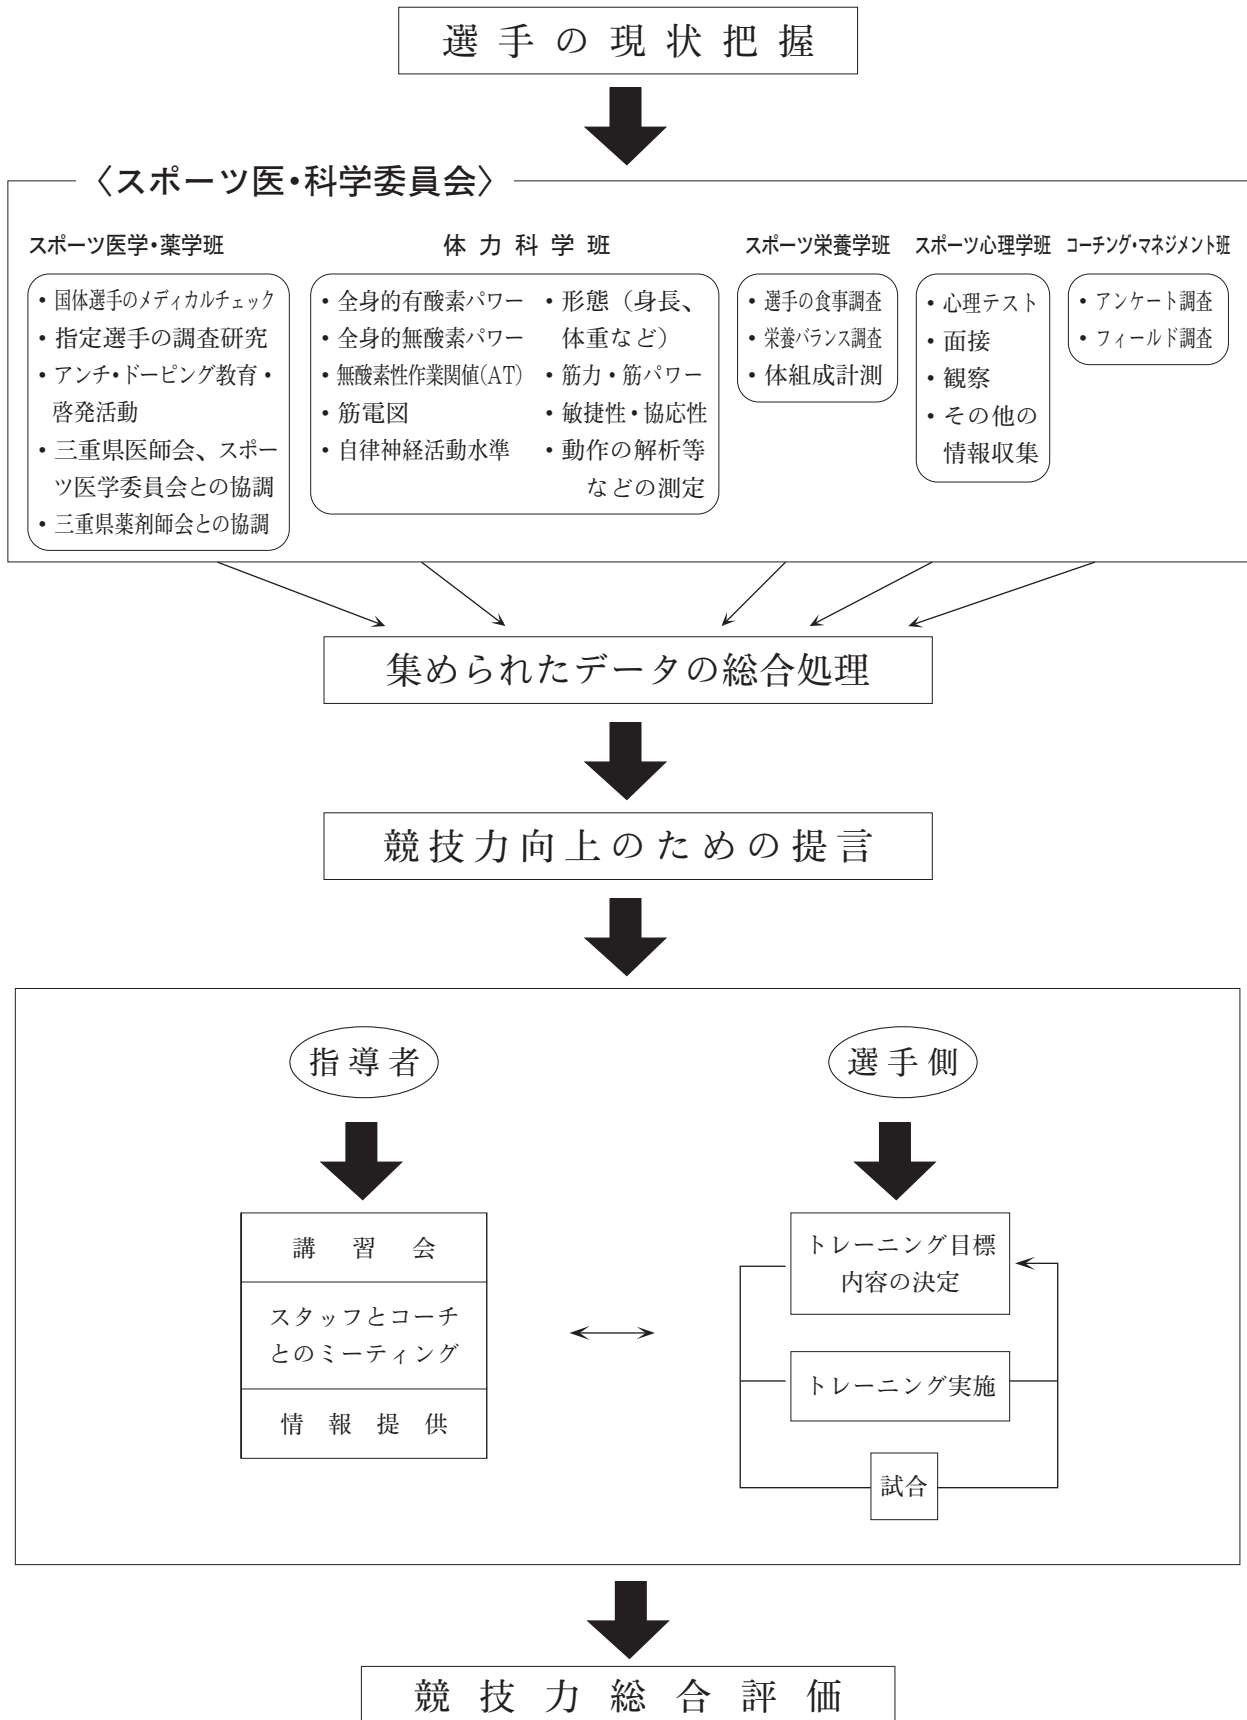 選手の現状把握
〈スポーツ医・科学委員会〉
スポーツ医学・薬学班
・国体選手のメディカルチェック
・指定選手の調査研究
・アンチ・ドーピング教育・
啓発活動
・三重県医師会、スポー
ツ医学委員会との協調
・三重県薬剤師会との協調
体力科学班
・全身的有酸素パワー
・全身的無酸素パワー
・無酸素性作業関値(AT)
・筋電図
・自律神経活動水準
・形態（身長、
体重など）
・筋力・筋パワー
・敏捷性・協応性
・動作の解析等
などの測定
スポーツ栄養学班
・選手の食事調査
・栄養バランス調査
・体組成計測
スポーツ心理学班
・心理テスト
・面接
・観察
・その他の
情報収集
コーチング・マネジメント班
・アンケート調査
・フィールド調査
集められたデータの総合処理
競技力向上のための提言
指導者
講習会
スタッフとコーチ
とのミーティング
情報提供
選手側
トレーニング目標
内容の決定
トレーニング実施
試合
競技力総合評価